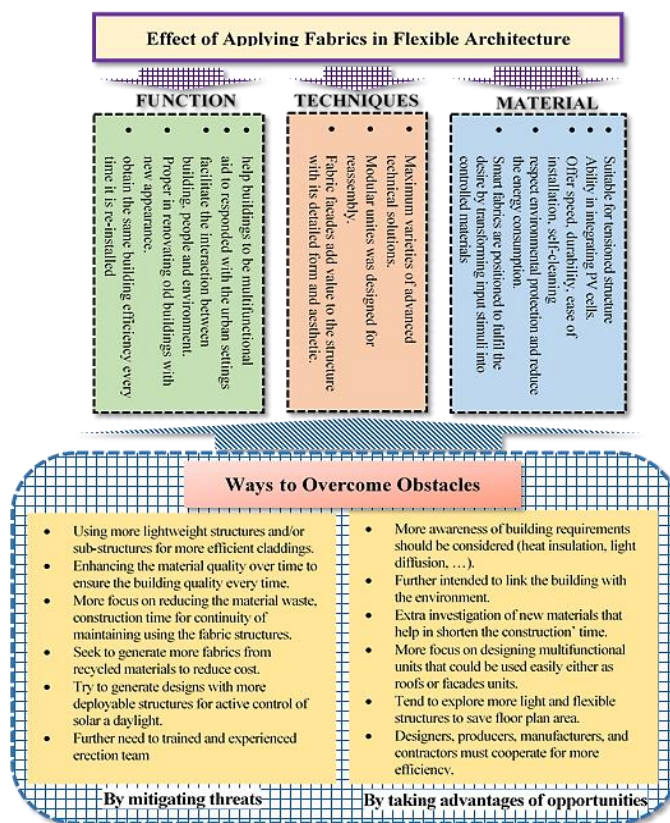 Effect of Applying Fabrics in Flexible Architecture
FUNCTION
help buildings to be multifunctional
aid to responded with the urban settings
facilitate the interaction between
building, people and environment.
Proper in renovating old buildings with
new appearance.
obtain the same building efficiency every
time it is re-installed
TECHNIQUES
Maximum varieties of advanced
technical solutions.
Modular unites was designed for
reassembly.
Fabric facades add value to the structure
with its detailed form and aesthetic.
MATERIAL
Suitable for tensioned structure
Ability in integrating PV cells.
Offer speed, durability, ease of
installation, self-cleaning
respect environmental protection and reduce
the energy consumption.
Smart fabrics are positioned to fulfil the
desire by transforming input stimuli into
controlled materials
Ways to Overcome Obstacles
Using more lightweight structures and/or
sub-structures for more efficient claddings.
Enhancing the material quality over time to
ensure the building quality every time.
More focus on reducing the material waste,
construction time for continuity of
maintaining using the fabric structures.
Seek to generate more fabrics from
recycled materials to reduce cost.
Try to generate designs with more
deployable structures for active control of
solar a daylight.
Further need to trained and experienced
erection team
By mitigating threats
More awareness of building requirements
should be considered (heat insulation, light
diffusion, ...).
Further intended to link the building with
the environment.
Extra investigation of new materials that
help in shorten the construction' time.
More focus on designing multifunctional
units that could be used easily either as
roofs or facades units.
Tend to explore more light and flexible
structures to save floor plan area.
Designers, producers, manufacturers, and
contractors must cooperate for more
efficiency.
By taking advantages of opportunities